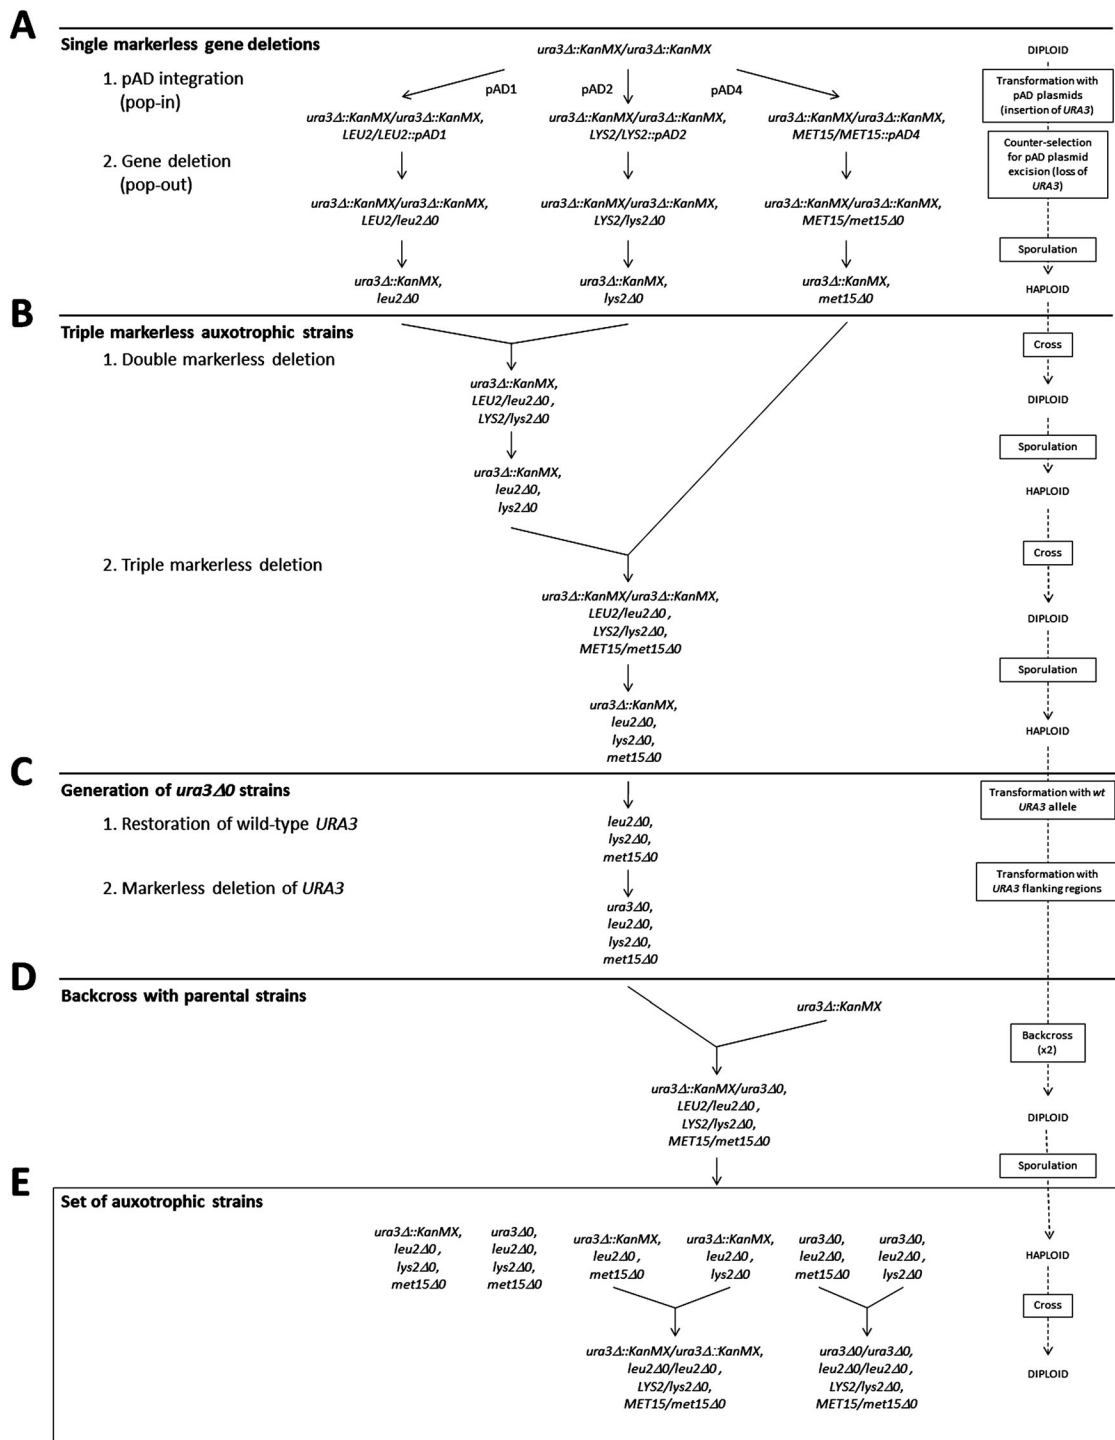 A
Single markerless gene deletions
ura3Δ::KanMX/ura3Δ::KanMX
DIPLOID
1. pAD integration
(pop-in)
pAD1
pAD2
pAD4
Transformation with
pAD plasmids
(insertion of URA3)
ura3Δ::KanMX/ura3Δ::KanMX,
LEU2/LEU2::pAD1
ura3Δ::KanMX/ura3Δ::KanMX,
LYS2/LYS2::pAD2
ura3Δ::KanMX/ura3Δ::KanMX,
MET15/MET15::pAD4
2. Gene deletion
(pop-out)
Counter-selection
for pAD plasmid
excision (loss of
URA3)
ura3Δ::KanMX/ura3Δ::KanMX,
LEU2/leu2Δ0
ura3Δ::KanMX/ura3Δ::KanMX,
LYS2/lys2Δ0
ura3Δ::KanMX/ura3Δ::KanMX,
MET15/met15Δ0
Sporulation
ura3Δ::KanMX,
leu2Δ0
ura3Δ::KanMX,
lys2Δ0
ura3Δ::KanMX,
met15Δ0
HAPLOID
B
Triple markerless auxotrophic strains
1. Double markerless deletion
Cross
ura3Δ::KanMX,
LEU2/leu2Δ0 ,
LYS2/lys2Δ0
DIPLOID
Sporulation
ura3Δ::KanMX,
leu2Δ0,
lys2Δ0
HAPLOID
2. Triple markerless deletion
Cross
ura3Δ::KanMX/ura3Δ::KanMX,
LEU2/leu2Δ0 ,
LYS2/lys2Δ0,
MET15/met15Δ0
DIPLOID
Sporulation
ura3Δ::KanMX,
leu2Δ0,
lys2Δ0,
met15Δ0
HAPLOID
C
Generation of ura3Δ0 strains
Transformation with wt
URA3 allele
1. Restoration of wild-type URA3
leu2Δ0,
lys2Δ0,
met15Δ0
2. Markerless deletion of URA3
Transformation with
URA3 flanking regions
ura3Δ0,
leu2Δ0,
lys2Δ0,
met15Δ0
D
Backcross with parental strains
ura3Δ::KanMX
Backcross
(x2)
ura3Δ::KanMX/ura3Δ0,
LEU2/leu2Δ0 ,
LYS2/lys2Δ0,
MET15/met15Δ0
DIPLOID
Sporulation
E
Set of auxotrophic strains
ura3Δ::KanMX,
leu2Δ0 ,
lys2Δ0,
met15Δ0
ura3Δ0,
leu2Δ0,
lys2Δ0,
met15Δ0
ura3Δ::KanMX,
leu2Δ0 ,
met15Δ0
ura3Δ::KanMX,
leu2Δ0 ,
lys2Δ0
ura3Δ0,
leu2Δ0,
met15Δ0
ura3Δ0,
leu2Δ0 ,
lys2Δ0
HAPLOID
Cross
ura3Δ::KanMX/ura3Δ::KanMX,
leu2Δ0/leu2Δ0 ,
LYS2/lys2Δ0,
MET15/met15Δ0
ura3Δ0/ura3Δ0,
leu2Δ0/leu2Δ0 ,
LYS2/lys2Δ0,
MET15/met15Δ0
DIPLOID